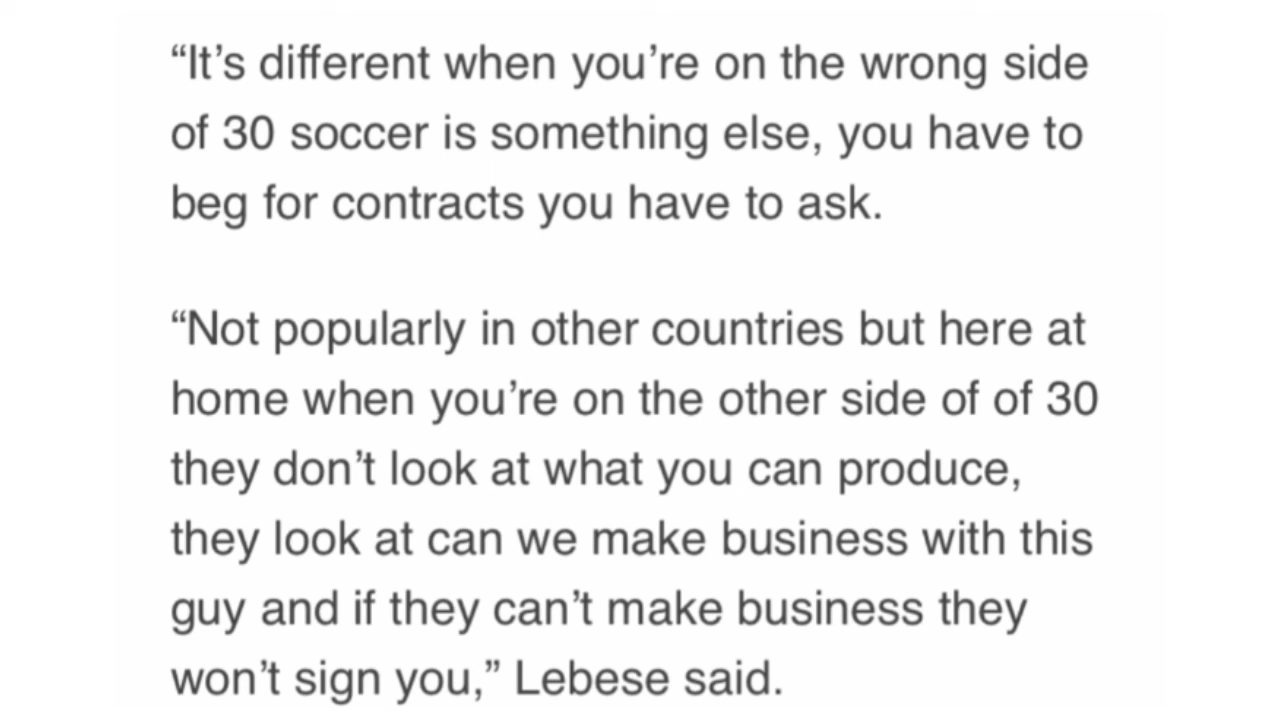 “It’s different when you’re on the wrong side
of 30 soccer is something else, you have to
beg for contracts you have to ask.
“Not popularly in other countries but here at
home when you’re on the other side of of 30
they don’t look at what you can produce,
they look at can we make business with this
guy and if they can’t make business they
won’t sign you,” Lebese said.